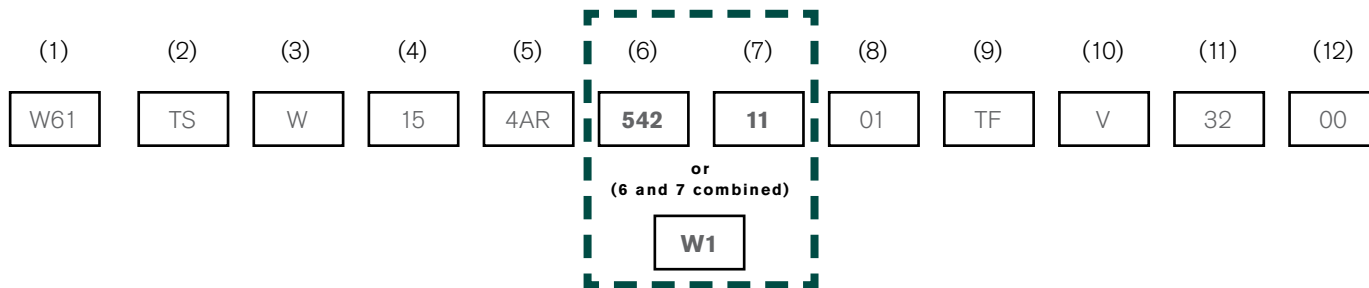 (1) (2) (3) (4) (5) (6) (7) (8) (9) (10) (11) (12)
W61 TS W 15 4AR 542 11 01 TF V 32 00
or
(6 and 7 combined)
W1